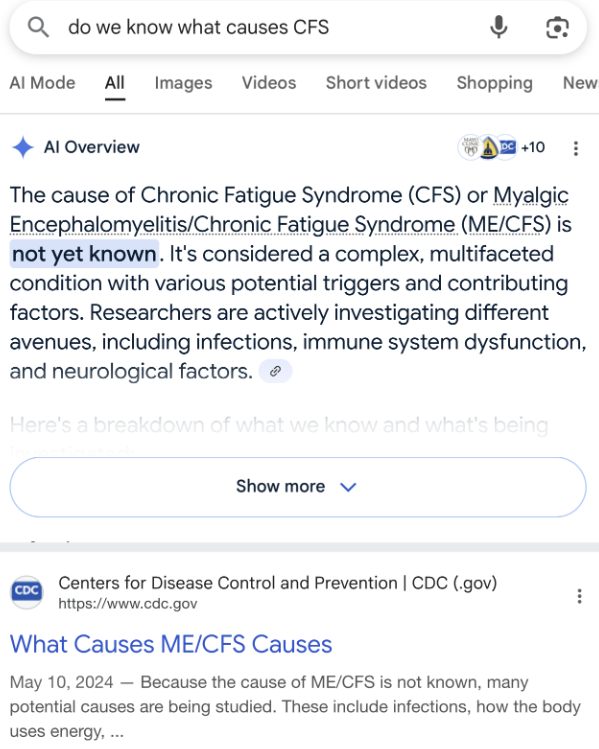 do we know what causes CFS
AI Mode All Images Videos Short videos Shopping New
AI Overview
CDC +10
The cause of Chronic Fatigue Syndrome (CFS) or Myalgic
Encephalomyelitis/Chronic Fatigue Syndrome (ME/CFS) is
not yet known. It's considered a complex, multifaceted
condition with various potential triggers and contributing
factors. Researchers are actively investigating different
avenues, including infections, immune system dysfunction,
and neurological factors.
Here's a breakdown of what we know and what's being
Show more
CDC
Centers for Disease Control and Prevention | CDC (.gov)
https://www.cdc.gov
What Causes ME/CFS Causes
May 10, 2024 — Because the cause of ME/CFS is not known, many
potential causes are being studied. These include infections, how the body
uses energy, ...